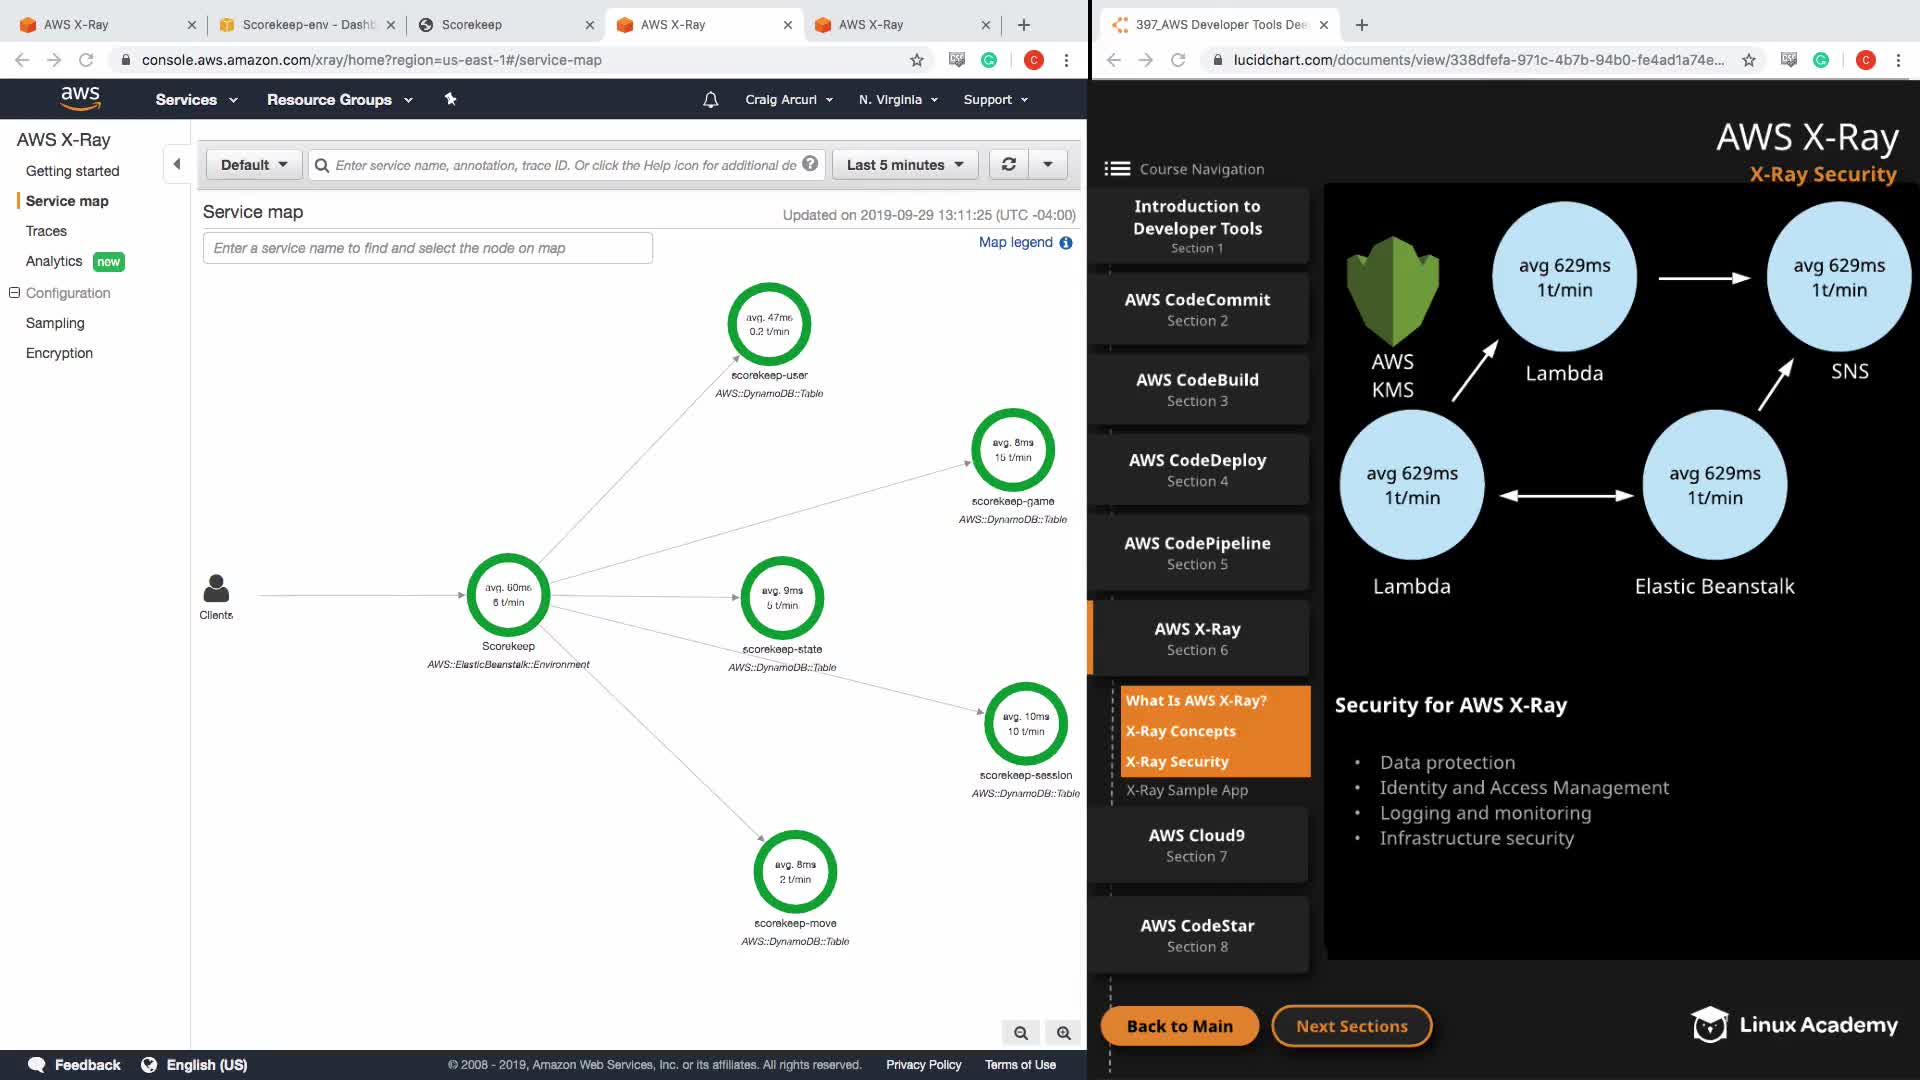 AWS X-Ray
Scorekeep-env - Dashb
Scorekeep
AWS X-Ray
AWS X-Ray
console.aws.amazon.com/xray/home?region=us-east-1#/service-map
C
aws
Services
Resource Groups
Craig Arcuri
N. Virginia
Support
AWS X-Ray
Getting started
Service map
Traces
Analytics new
Configuration
Sampling
Encryption
Default
Enter service name, annotation, trace ID. Or click the Help icon for additional de
Last 5 minutes
Service map
Updated on 2019-09-29 13:11:25 (UTC -04:00)
Enter a service name to find and select the node on map
Map legend
avg. 47ms
0.2 t/min
scorekeep-user
AWS::DynamoDB::Table
avg. 8ms
15 t/min
scorekeep-game
AWS::DynamoDB::Table
Clients
avg. 60ms
6 t/min
Scorekeep
AWS::ElasticBeanstalk::Environment
avg. 9ms
5 t/min
scorekeep-state
AWS::DynamoDB::Table
avg. 10ms
10 t/min
scorekeep-session
AWS::DynamoDB::Table
avg. 8ms
2 t/min
scorekeep-move
AWS::DynamoDB::Table
Feedback
English (US)
© 2008 - 2019, Amazon Web Services, Inc. or its affiliates. All rights reserved.
Privacy Policy
Terms of Use
397_AWS Developer Tools Dee
lucidchart.com/documents/view/338dfefa-971c-4b7b-94b0-fe4ad1a74e...
C
AWS X-Ray
X-Ray Security
Course Navigation
Introduction to
Developer Tools
Section 1
AWS CodeCommit
Section 2
AWS CodeBuild
Section 3
AWS CodeDeploy
Section 4
AWS CodePipeline
Section 5
AWS X-Ray
Section 6
What Is AWS X-Ray?
X-Ray Concepts
X-Ray Security
X-Ray Sample App
AWS Cloud9
Section 7
AWS CodeStar
Section 8
Back to Main
Next Sections
AWS
KMS
avg 629ms
1t/min
Lambda
avg 629ms
1t/min
SNS
avg 629ms
1t/min
Lambda
avg 629ms
1t/min
Elastic Beanstalk
Security for AWS X-Ray
• Data protection
• Identity and Access Management
• Logging and monitoring
• Infrastructure security
Linux Academy